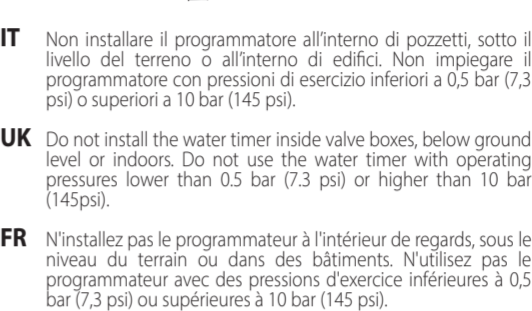 IT Non installare il programmatore all’interno di pozzetti, sotto il
livello del terreno o all’interno di edifici. Non impiegare il
programmatore con pressioni di esercizio inferiori a 0,5 bar (7,3
psi) o superiori a 10 bar (145 psi).
UK Do not install the water timer inside valve boxes, below ground
level or indoors. Do not use the water timer with operating
pressures lower than 0.5 bar (7.3 psi) or higher than 10 bar
(145psi).
FR N'installez pas le programmateur à l'intérieur de regards, sous le
niveau du terrain ou dans des bâtiments. N'utilisez pas le
programmateur avec des pressions d'exercice inférieures à 0,5
bar (7,3 psi) ou supérieures à 10 bar (145 psi).